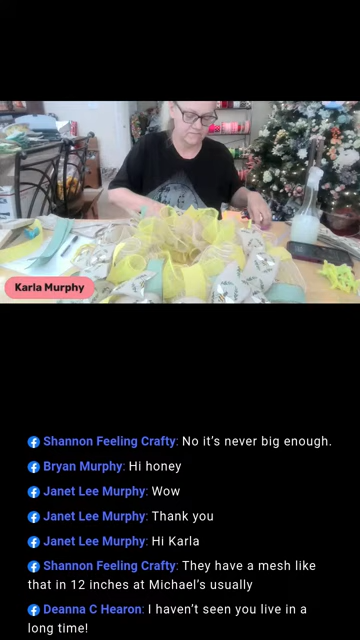 Karla Murphy
Shannon Feeling Crafty: No it's never big enough.
Bryan Murphy: Hi honey
Janet Lee Murphy: Wow
Janet Lee Murphy: Thank you
Janet Lee Murphy: Hi Karla
Shannon Feeling Crafty: They have a mesh like
that in 12 inches at Michael's usually
Deanna C Hearon: I haven't seen you live in a
long time!